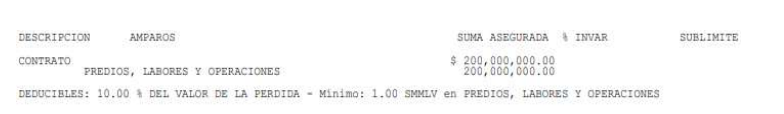 DESCRIPCION AMPAROS SUMA ASEGURADA % INVAR SUBLIMITE
CONTRATO $ 200,000,000.00
PREDIOS, LABORES Y OPERACIONES 200,000,000.00
DEDUCIBLES: 10.00 % DEL VALOR DE LA PERDIDA - Mínimo: 1.00 SMMLV en PREDIOS, LABORES Y OPERACIONES